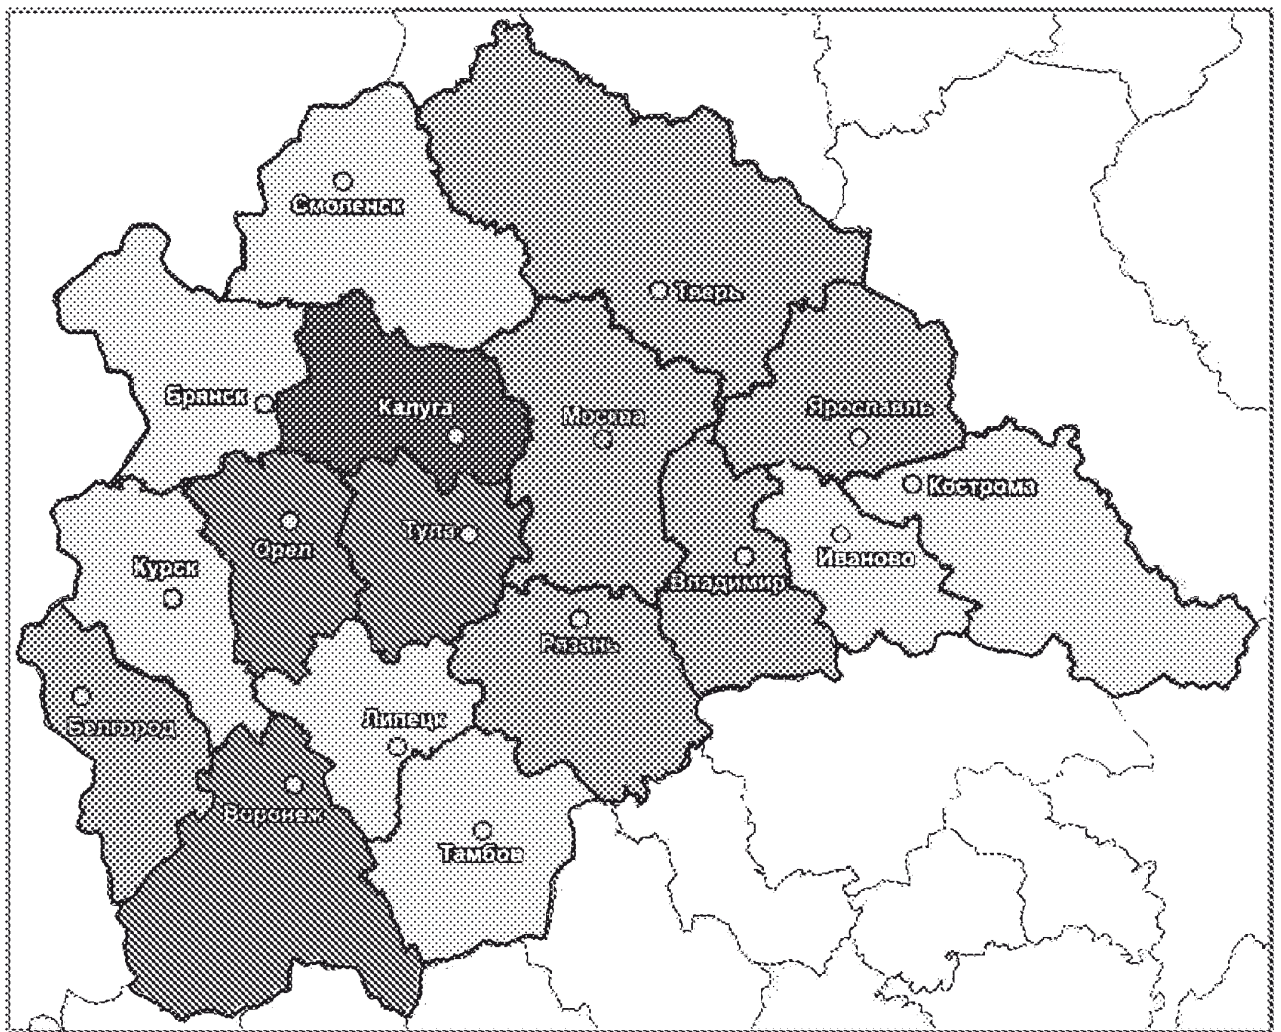 Смоленск
Тверь
Брянск
Калуга
Москва
Ярославль
Кострома
Орел
Тула
Курск
Иваново
Владимир
Рязань
Белгород
Липецк
Воронеж
Тамбов